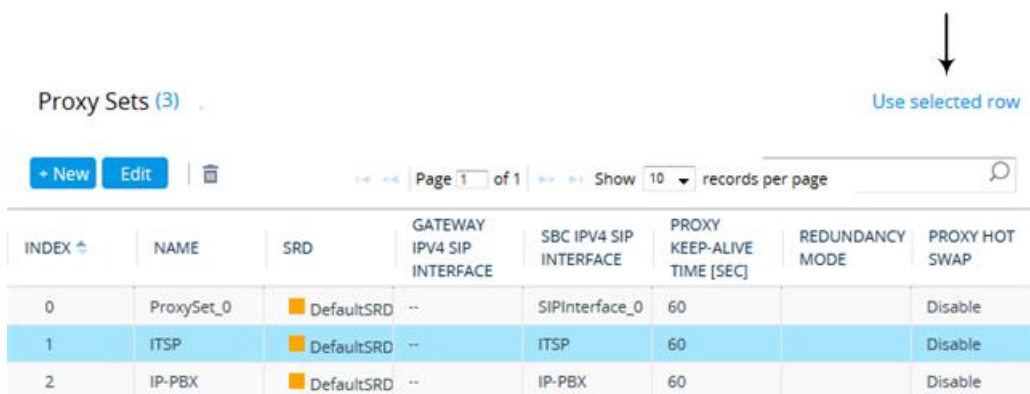 Proxy Sets (3)
Use selected row
+ New Edit Page 1 of 1 Show 10 records per page
INDEX NAME SRD GATEWAY IPV4 SIP INTERFACE SBC IPV4 SIP INTERFACE PROXY KEEP-ALIVE TIME [SEC] REDUNDANCY MODE PROXY HOT SWAP
0 ProxySet_0 DefaultSRD -- SIPInterface_0 60 Disable
1 ITSP DefaultSRD -- ITSP 60 Disable
2 IP-PBX DefaultSRD -- IP-PBX 60 Disable